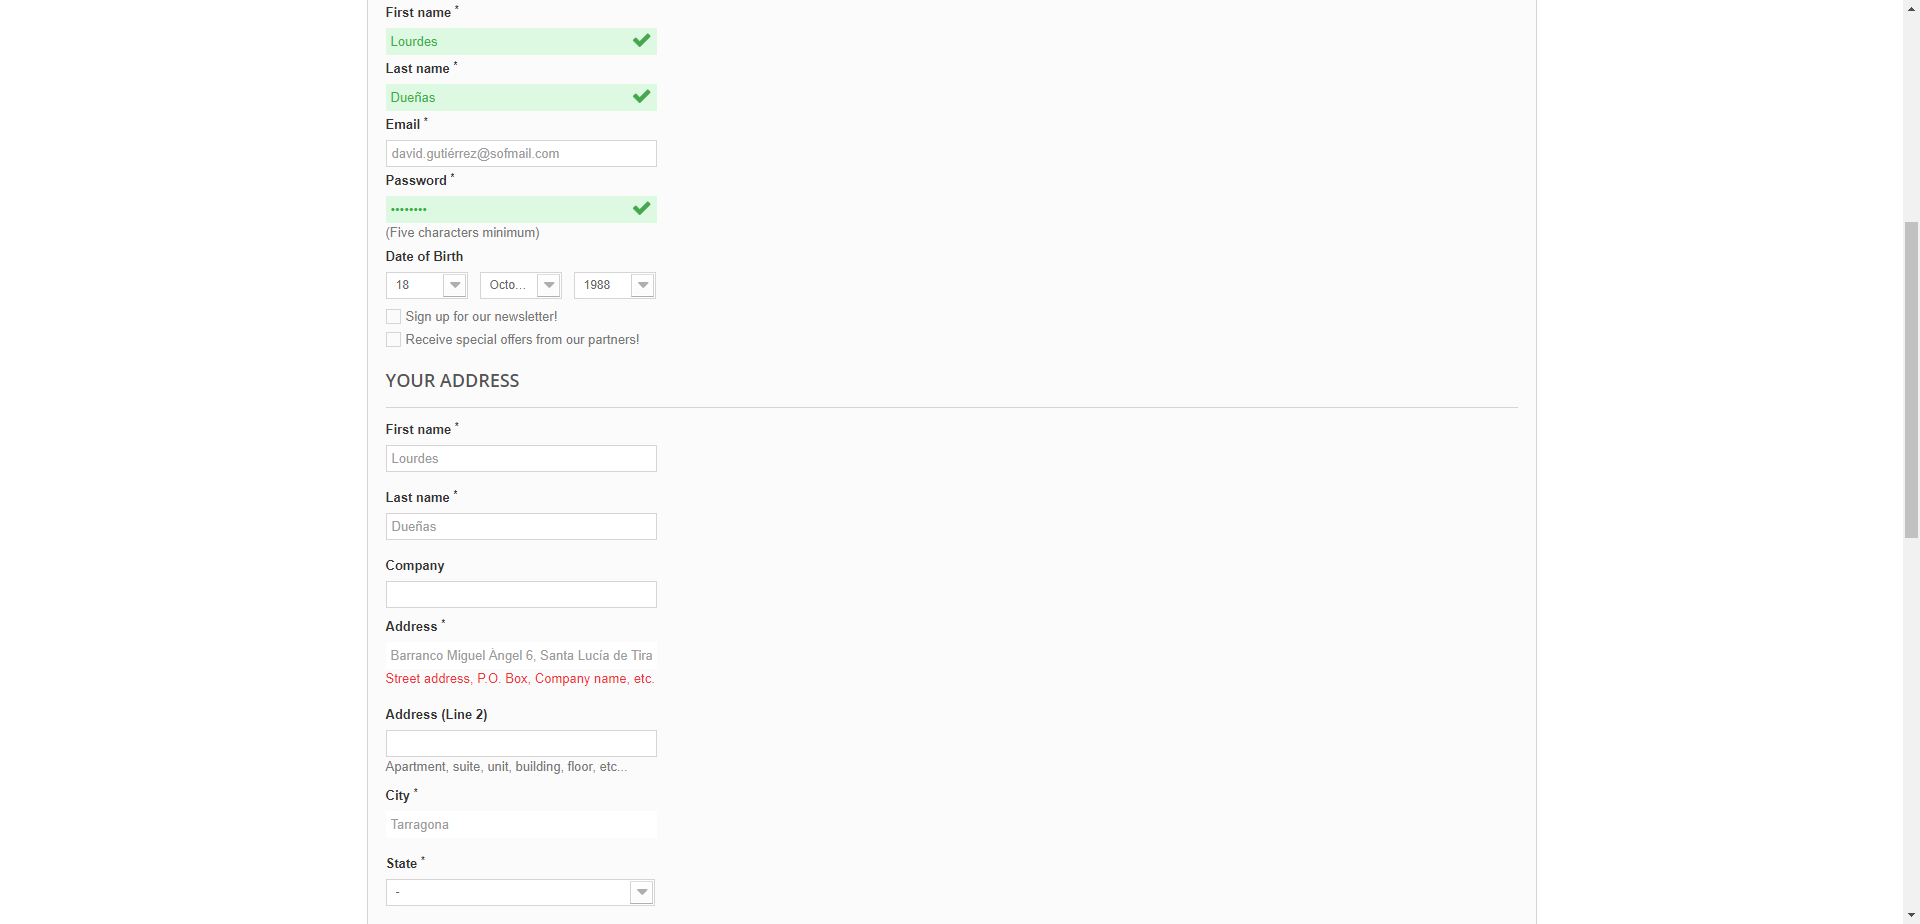 First name *
Lourdes
Last name *
Dueñas
Email *
david.gutiérrez@sofmail.com
Password *
••••••••
(Five characters minimum)
Date of Birth
18 Octo... 1988
Sign up for our newsletter!
Receive special offers from our partners!
YOUR ADDRESS
First name *
Lourdes
Last name *
Dueñas
Company
Address *
Barranco Miguel Ángel 6, Santa Lucía de Tira
Street address, P.O. Box, Company name, etc.
Address (Line 2)
Apartment, suite, unit, building, floor, etc...
City *
Tarragona
State *
-